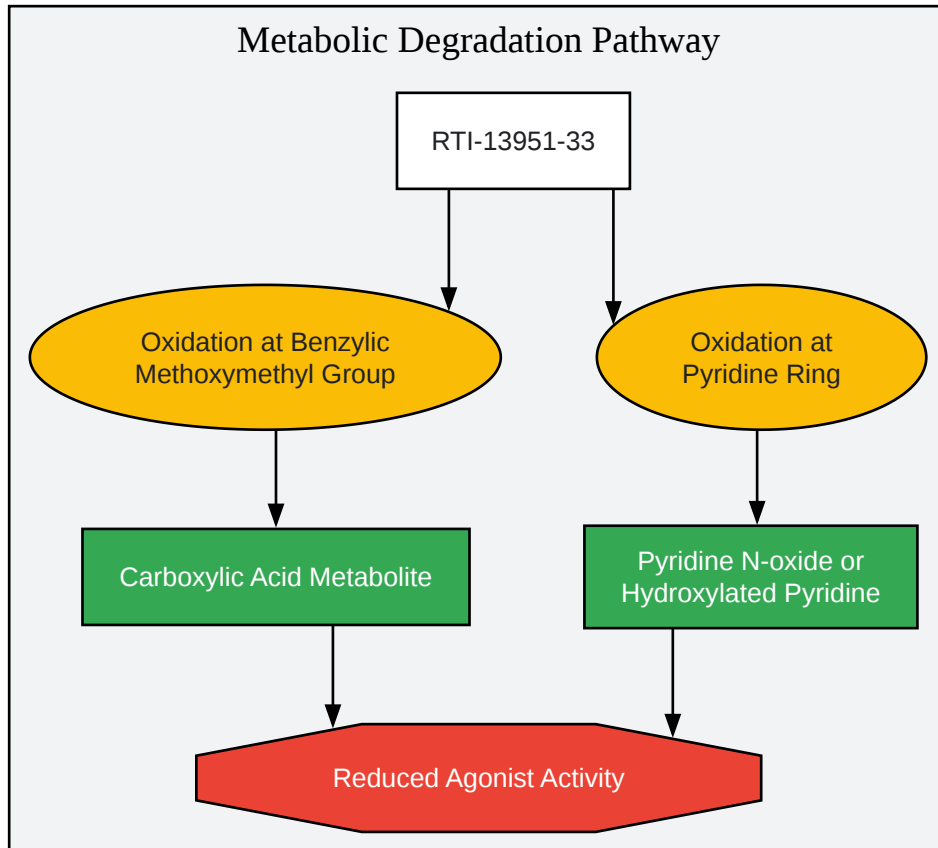 Metabolic Degradation Pathway
RTI-13951-33
Oxidation at Benzylic
Methoxymethyl Group
Oxidation at
Pyridine Ring
Carboxylic Acid Metabolite
Pyridine N-oxide or
Hydroxylated Pyridine
Reduced Agonist Activity